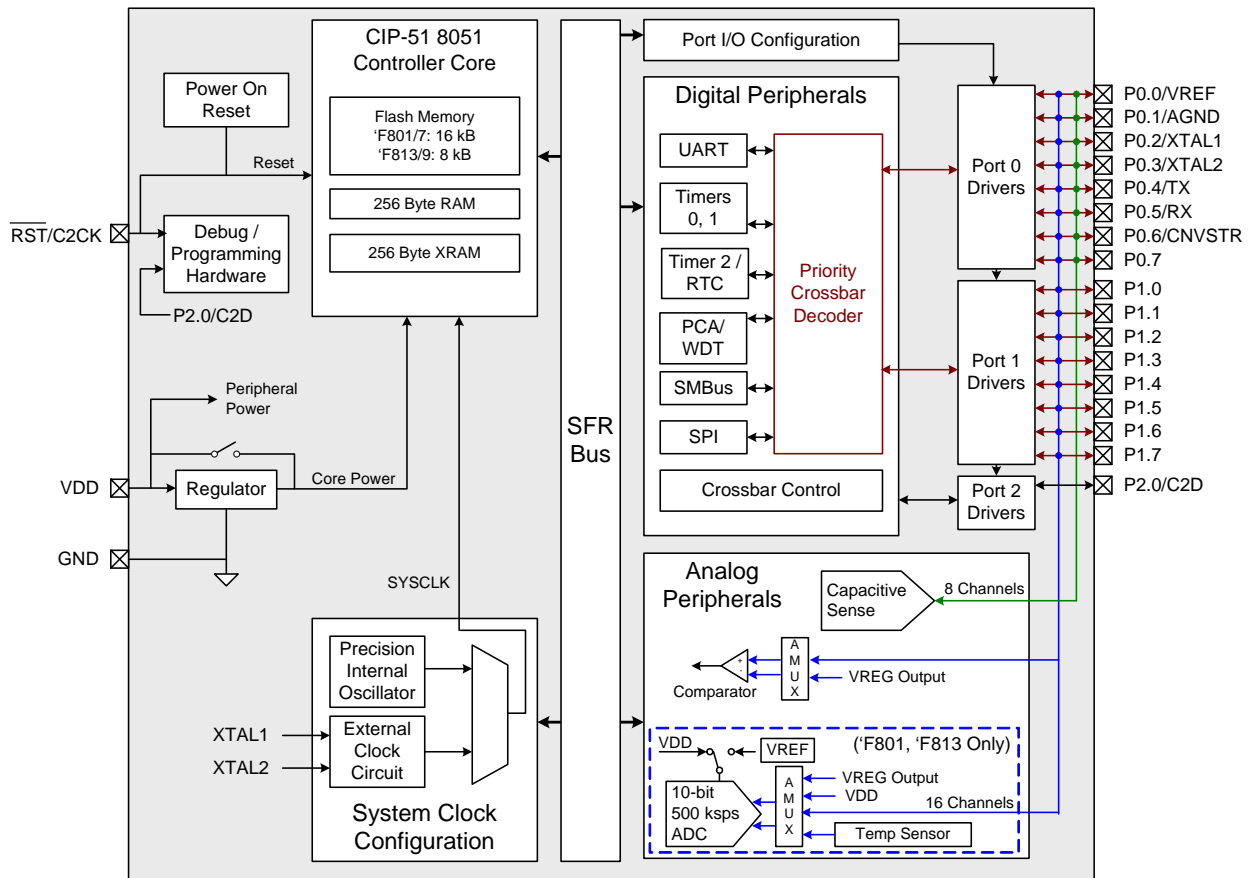 CIP-51 8051
Controller Core
Flash Memory
‘F801/7: 16 kB
‘F813/9: 8 kB
256 Byte RAM
256 Byte XRAM
Power On
Reset
Reset
RST/C2CK
Debug /
Programming
Hardware
P2.0/C2D
Peripheral
Power
VDD
Regulator
Core Power
GND
SYSCLK
Precision
Internal
Oscillator
XTAL1
XTAL2
External
Clock
Circuit
System Clock
Configuration
SFR
Bus
Port I/O Configuration
Digital Peripherals
UART
Timers
0, 1
Timer 2 /
RTC
PCA/
WDT
SMBus
SPI
Priority
Crossbar
Decoder
Crossbar Control
Port 0
Drivers
Port 1
Drivers
Port 2
Drivers
P0.0/VREF
P0.1/AGND
P0.2/XTAL1
P0.3/XTAL2
P0.4/TX
P0.5/RX
P0.6/CNVSTR
P0.7
P1.0
P1.1
P1.2
P1.3
P1.4
P1.5
P1.6
P1.7
P2.0/C2D
Analog
Peripherals
Capacitive
Sense
8 Channels
+
-
Comparator
A
M
U
X
VREG Output
(‘F801, ‘F813 Only)
VDD
VREF
10-bit
500 ksps
ADC
A
M
U
X
VREG Output
VDD
16 Channels
Temp Sensor